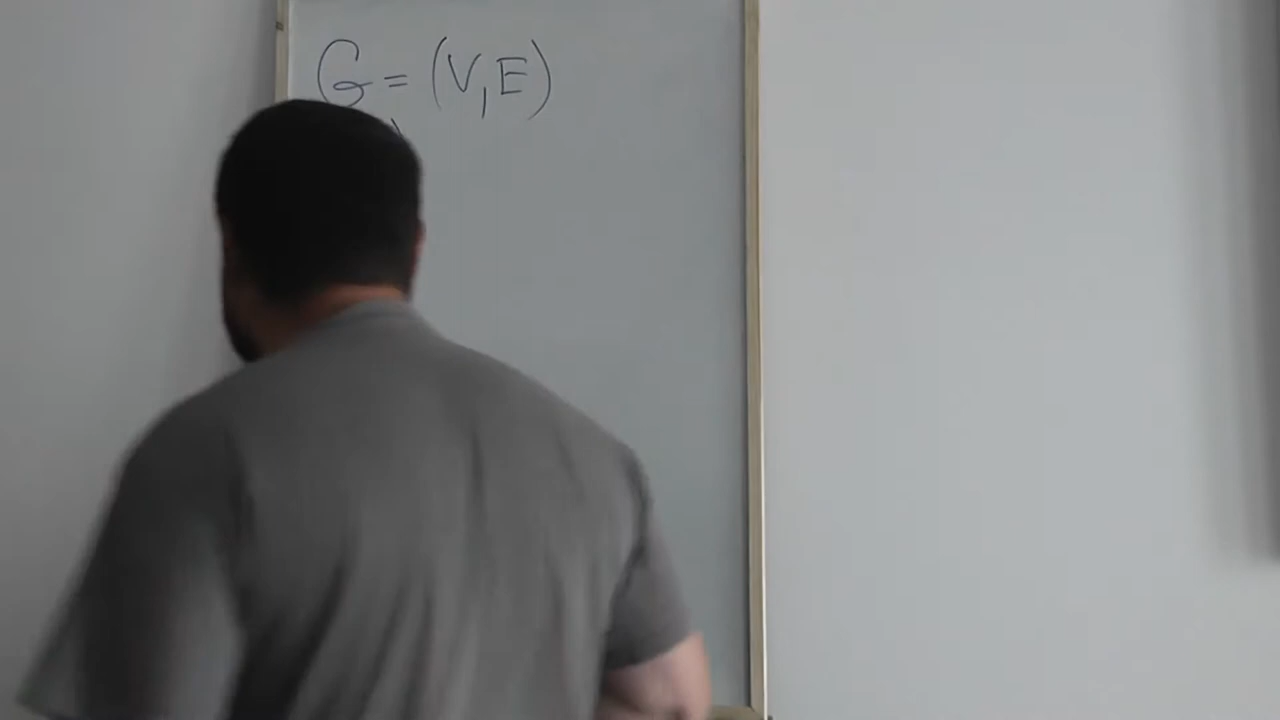 G = (V, E)